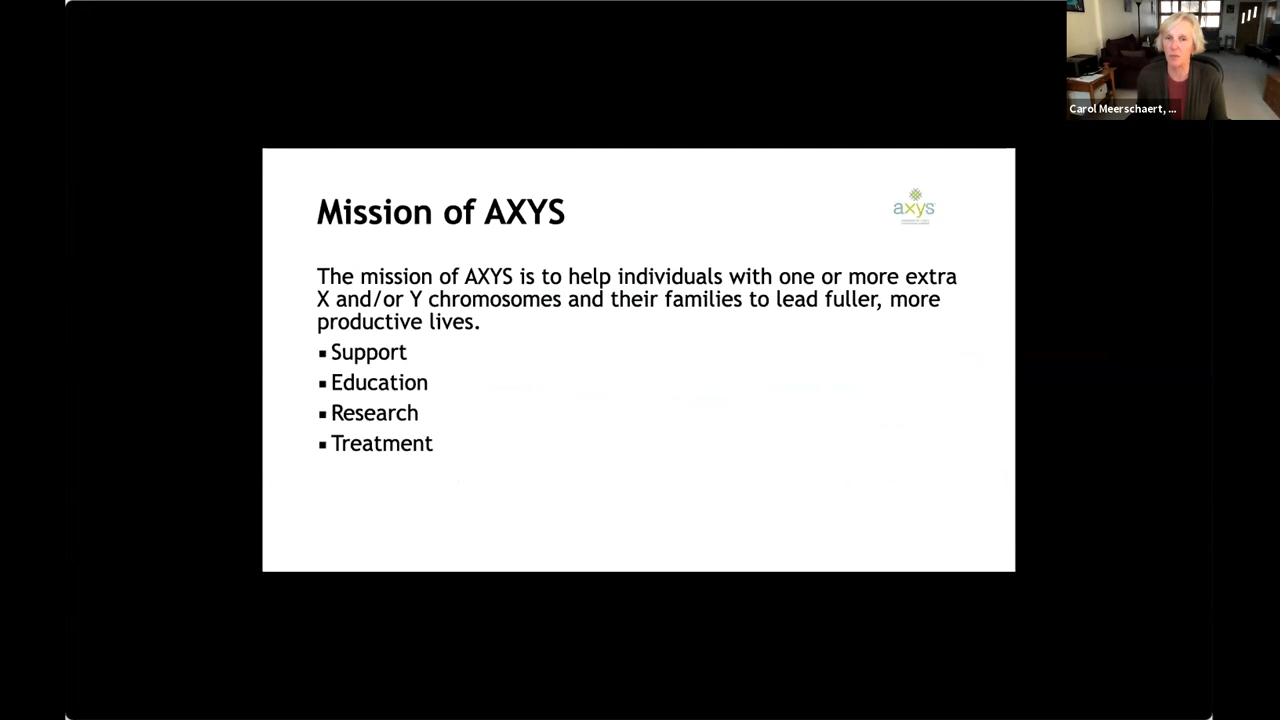 Carol Meerschaert, ...
Mission of AXYS
axys
The mission of AXYS is to help individuals with one or more extra
X and/or Y chromosomes and their families to lead fuller, more
productive lives.
▪ Support
▪ Education
▪ Research
▪ Treatment